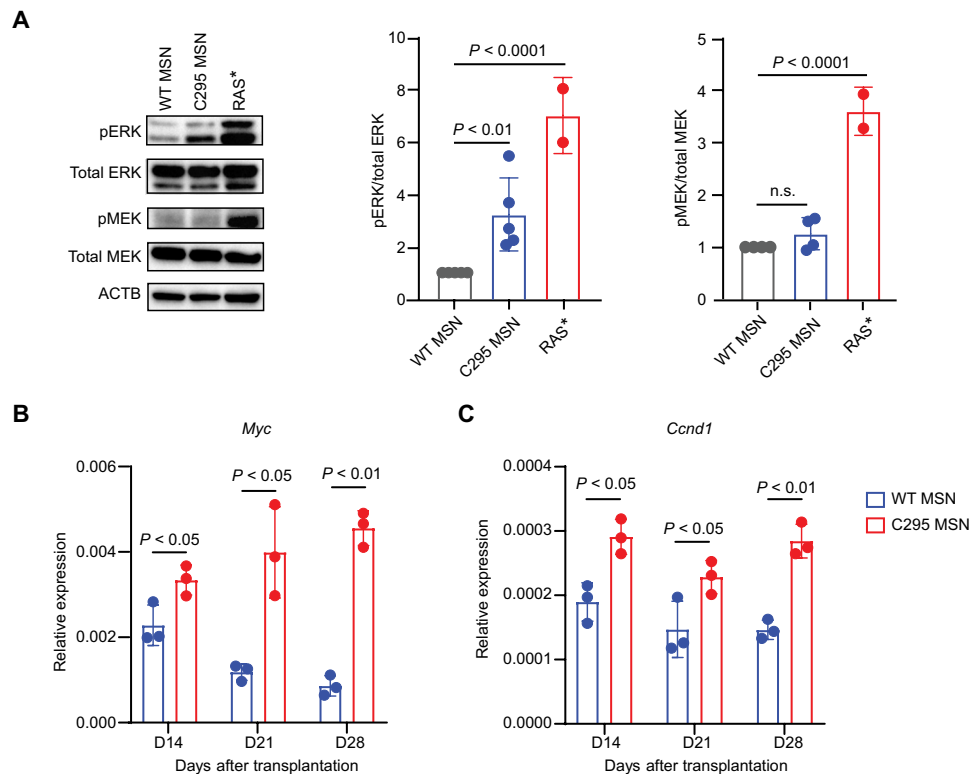 A
WT MSN
C295 MSN
RAS*
pERK
Total ERK
pMEK
Total MEK
ACTB
pERK/total ERK
10
8
6
4
2
0
P < 0.0001
P < 0.01
WT MSN
C295 MSN
RAS*
pMEK/total MEK
5
4
3
2
1
0
P < 0.0001
n.s.
WT MSN
C295 MSN
RAS*
B
Myc
Relative expression
0.006
0.004
0.002
0.000
P < 0.05
P < 0.05
P < 0.01
D14
D21
D28
Days after transplantation
C
Ccnd1
Relative expression
0.0004
0.0003
0.0002
0.0001
0.0000
P < 0.05
P < 0.05
P < 0.01
D14
D21
D28
Days after transplantation
WT MSN
C295 MSN